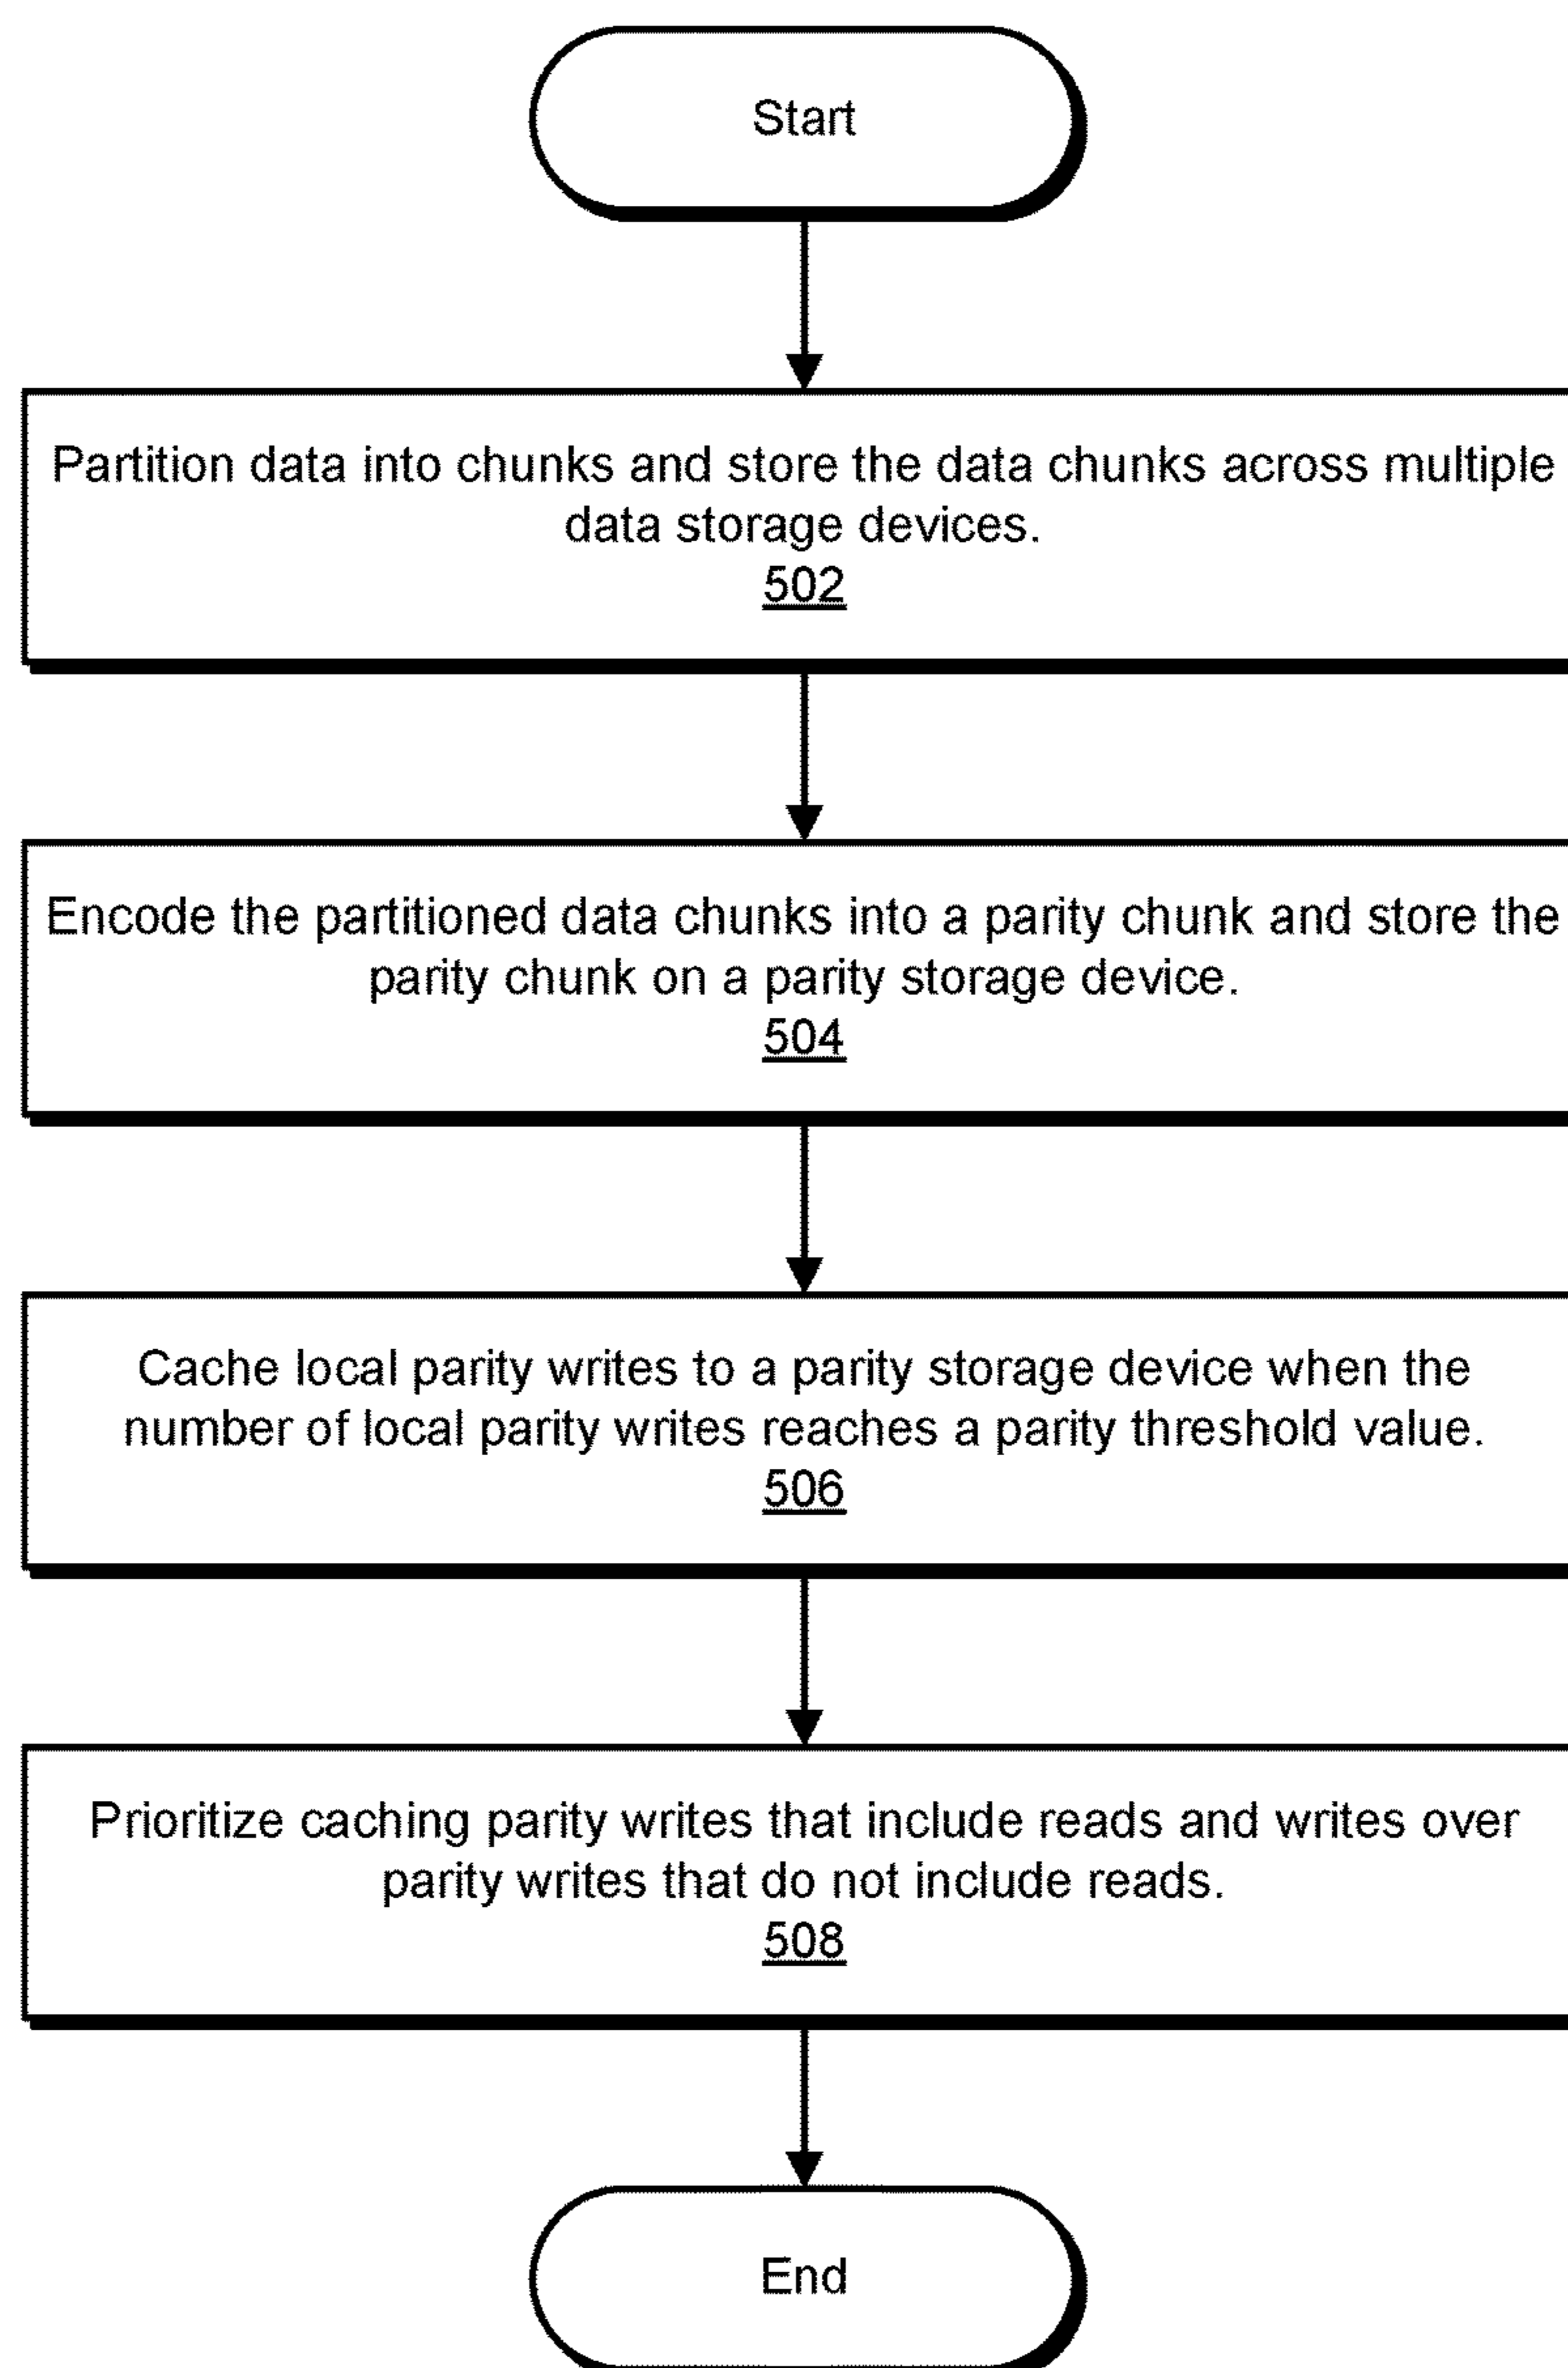 Start
Partition data into chunks and store the data chunks across multiple
data storage devices.
502
Encode the partitioned data chunks into a parity chunk and store the
parity chunk on a parity storage device.
504
Cache local parity writes to a parity storage device when the
number of local parity writes reaches a parity threshold value.
506
Prioritize caching parity writes that include reads and writes over
parity writes that do not include reads.
508
End